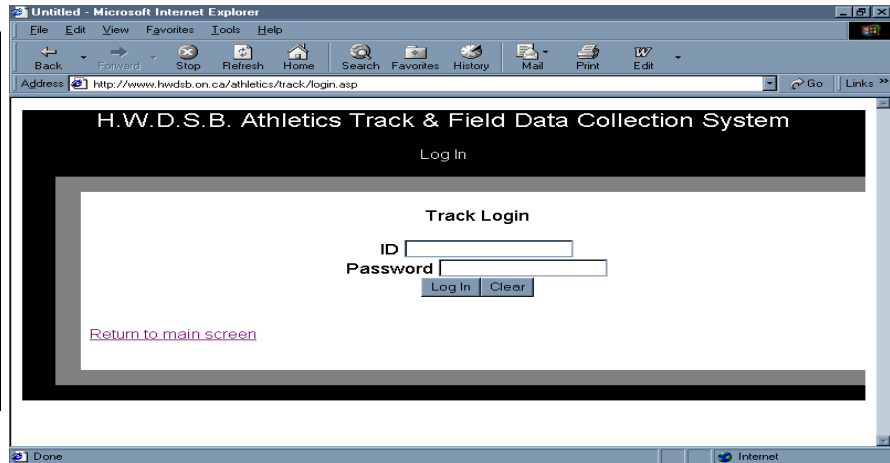 Untitled - Microsoft Internet Explorer
File Edit View Favorites Tools Help
Back Forward Stop Refresh Home Search Favorites History Mail Print Edit
Address http://www.hwdsb.on.ca/athletics/track/login.asp Go Links »
H.W.D.S.B. Athletics Track & Field Data Collection System
Log In
Track Login
ID
Password
Log In Clear
Return to main screen
Done Internet